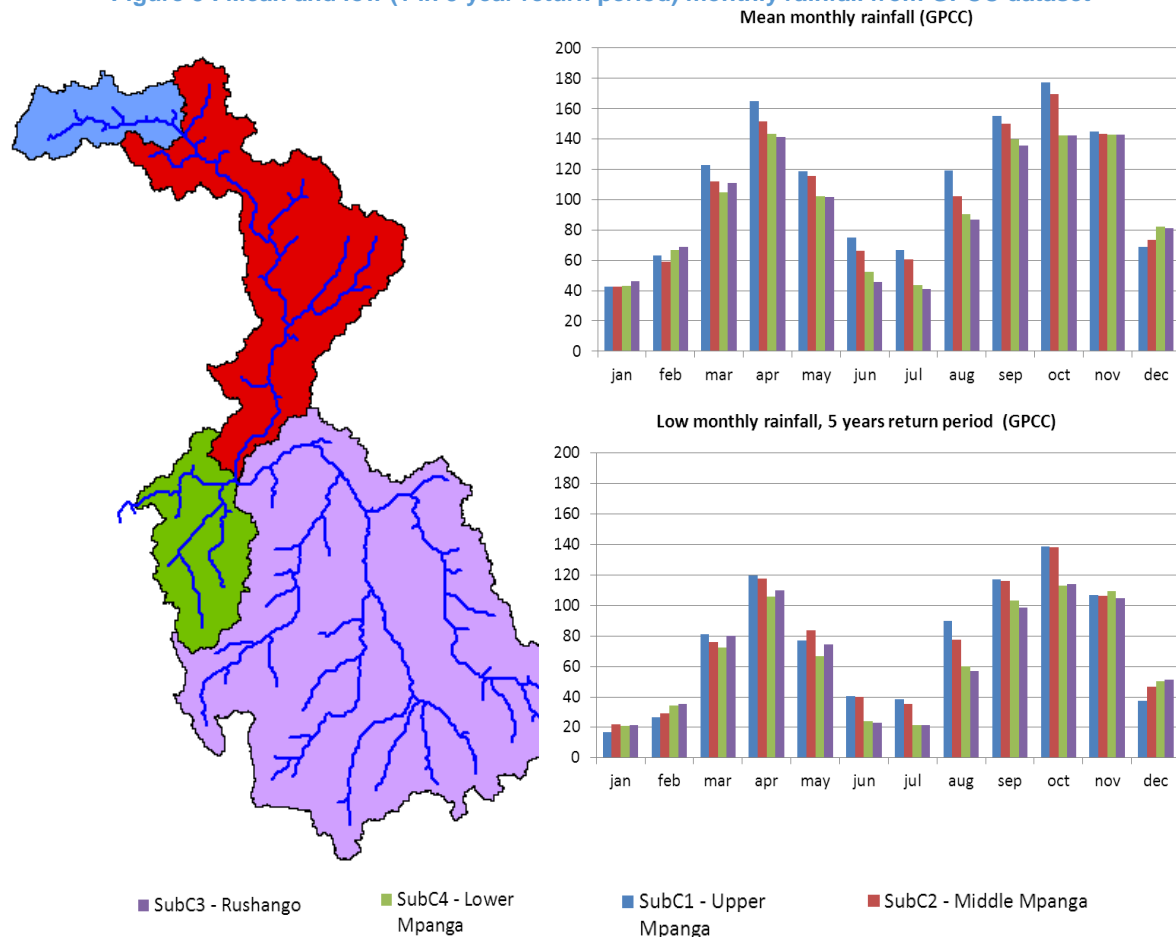 Mean monthly rainfall (GPCC)
200
180
160
140
120
100
80
60
40
20
0
jan feb mar apr may jun jul aug sep oct nov dec
Low monthly rainfall, 5 years return period (GPCC)
200
180
160
140
120
100
80
60
40
20
0
jan feb mar apr may jun jul aug sep oct nov dec
SubC3 - Rushango
SubC4 - Lower
Mpanga
SubC1 - Upper
Mpanga
SubC2 - Middle Mpanga